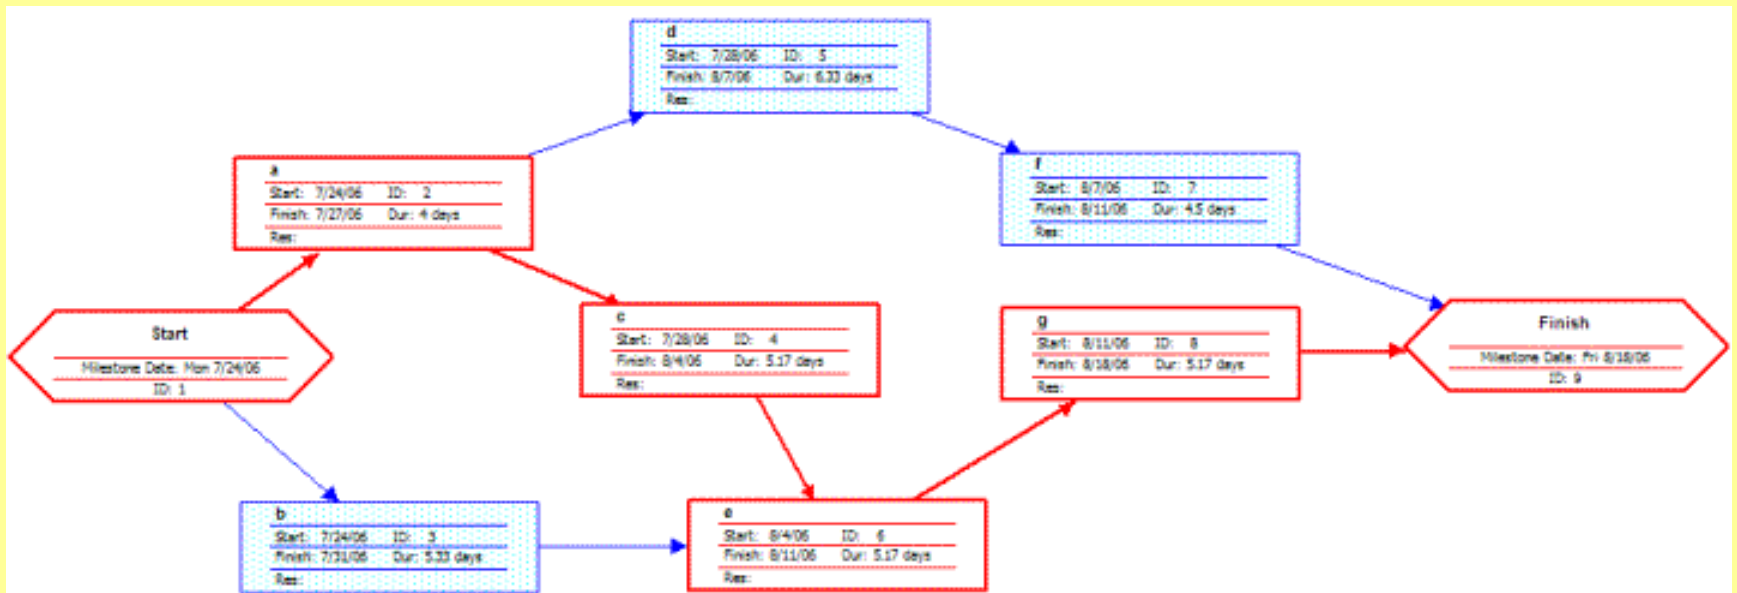 d
Start: 7/28/06 ID: 5
Finish: 8/7/06 Dur: 6.33 days
Res:
a
Start: 7/24/06 ID: 2
Finish: 7/27/06 Dur: 4 days
Res:
f
Start: 8/7/06 ID: 7
Finish: 8/11/06 Dur: 4.5 days
Res:
Start
Milestone Date: Mon 7/24/06
ID: 1
c
Start: 7/28/06 ID: 4
Finish: 8/4/06 Dur: 5.17 days
Res:
g
Start: 8/11/06 ID: 8
Finish: 8/18/06 Dur: 5.17 days
Res:
Finish
Milestone Date: Fri 8/18/06
ID: 9
b
Start: 7/24/06 ID: 3
Finish: 7/31/06 Dur: 5.33 days
Res:
e
Start: 8/4/06 ID: 6
Finish: 8/11/06 Dur: 5.17 days
Res: